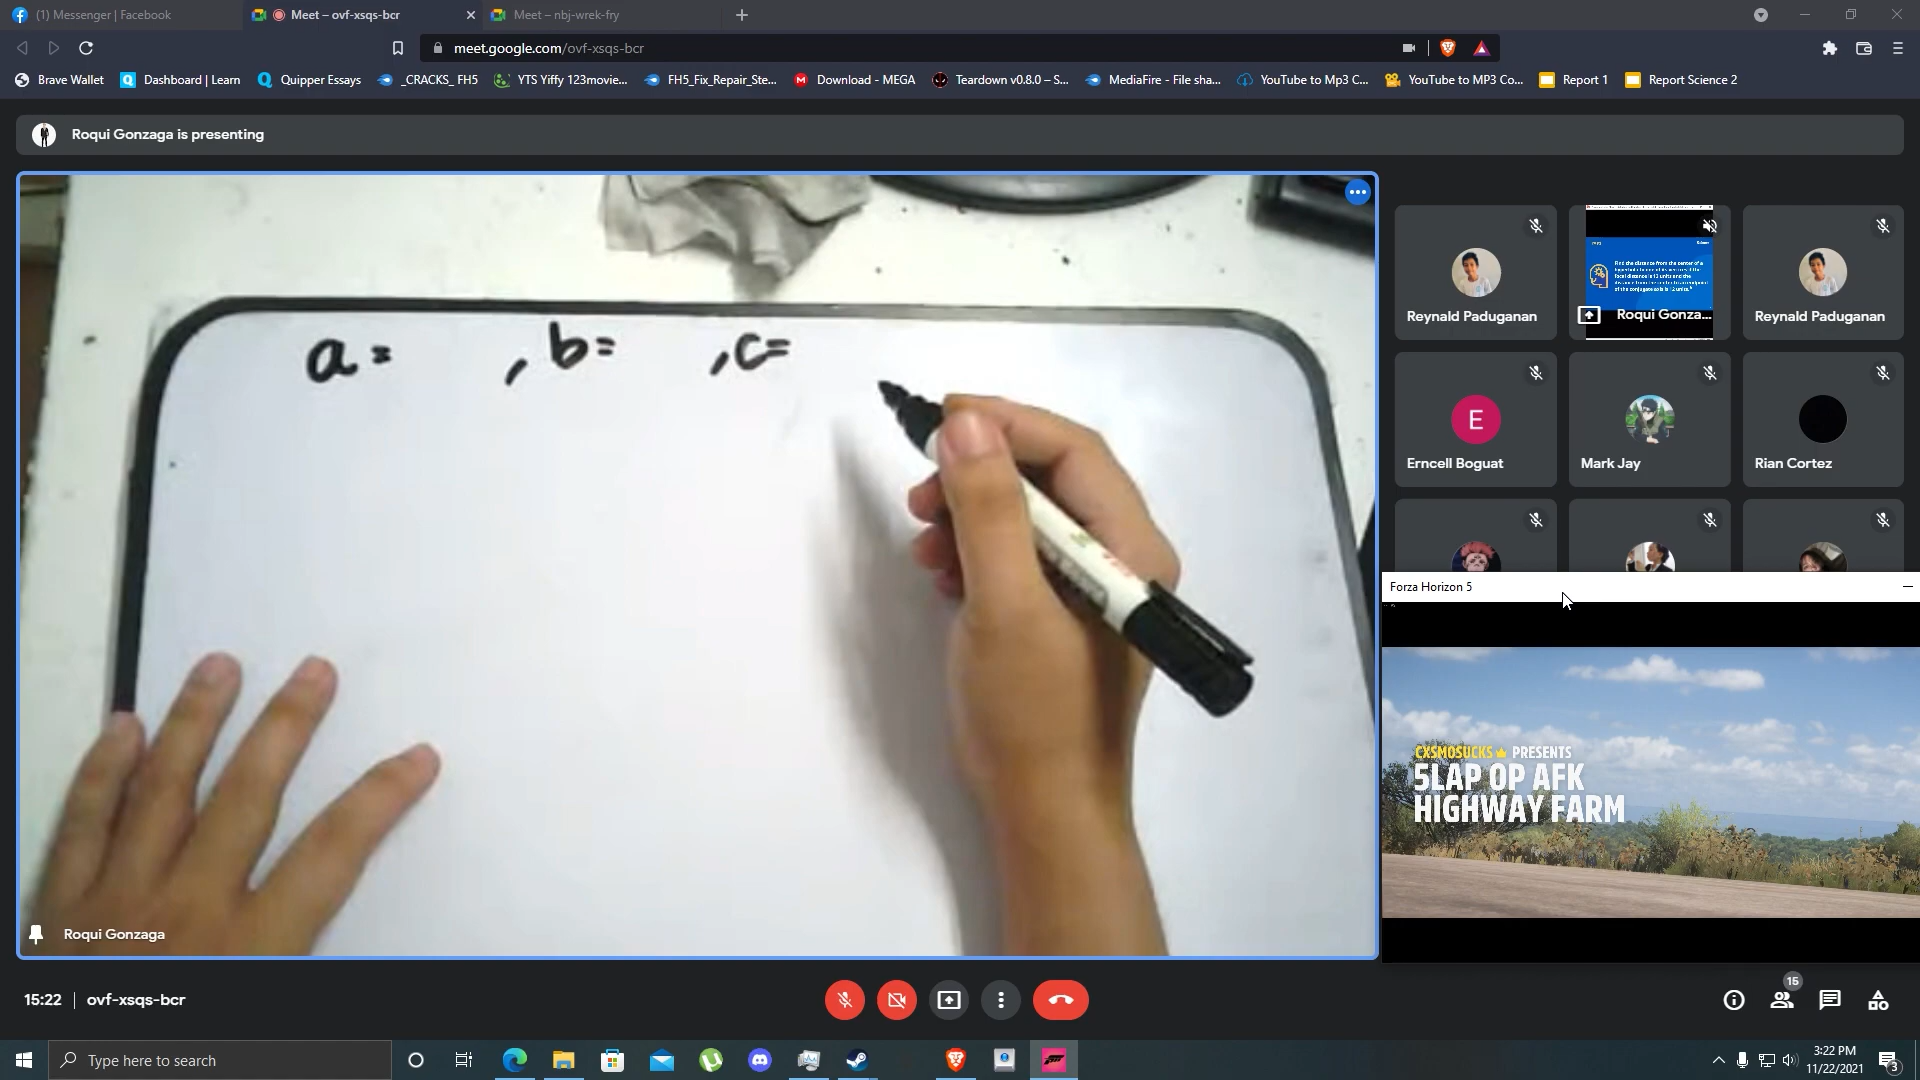 (1) Messenger | Facebook
Meet – ovf-xsqs-bcr
Meet – nbj-wrek-fry
meet.google.com/ovf-xsqs-bcr
Brave Wallet
Dashboard | Learn
Quipper Essays
_CRACKS_ FH5
YTS Yiffy 123movie...
FH5_Fix_Repair_Ste...
Download - MEGA
Teardown v0.8.0 – S...
MediaFire - File sha...
YouTube to Mp3 C...
YouTube to MP3 Co...
Report 1
Report Science 2
Roqui Gonzaga is presenting
a= , b= , c=
Reynald Paduganan
Roqui Gonza...
Reynald Paduganan
E
Erncell Boguat
Mark Jay
Rian Cortez
Forza Horizon 5
CXSMOSUCKS PRESENTS
SLAP OP AFK
HIGHWAY FARM
Roqui Gonzaga
15:22 | ovf-xsqs-bcr
15
Type here to search
3:22 PM
11/22/2021
3